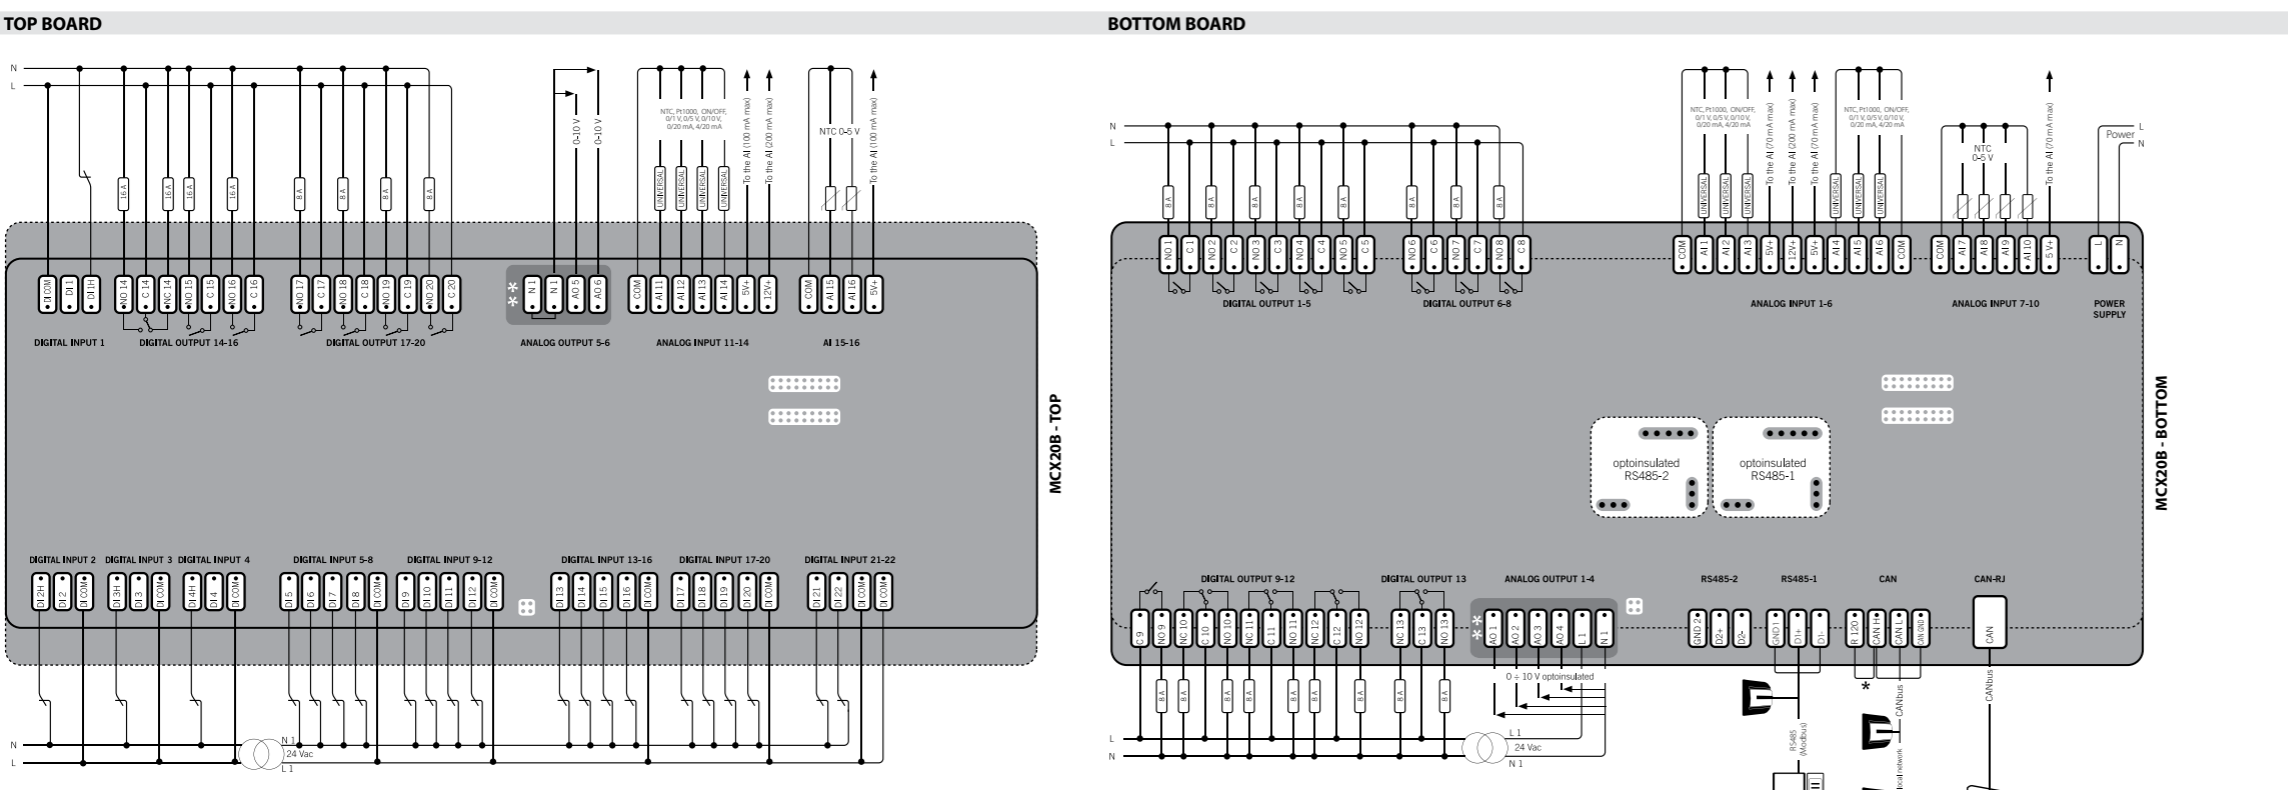 TOP BOARD
N
L
16 A
16 A
16 A
16 A
8 A
8 A
8 A
8 A
0-10 V
0-10 V
NTC, Pt1000, ON/OFF,
0/1 V, 0/5 V, 0/10 V,
0/20 mA, 4/20 mA
UNIVERSAL
UNIVERSAL
UNIVERSAL
UNIVERSAL
To the AI (100 mA max)
To the AI (200 mA max)
NTC 0-5 V
To the AI (100 mA max)
DI COM
DI 1
DI 1H
NO 14
C 14
NC 14
NO 15
C 15
NO 16
C 16
NO 17
C 17
NO 18
C 18
NO 19
C 19
NO 20
C 20
**
N 1
N 1
AO 5
AO 6
COM
AI 11
AI 12
AI 13
AI 14
5V+
12V+
COM
AI 15
AI 16
5V+
DIGITAL INPUT 1
DIGITAL OUTPUT 14-16
DIGITAL OUTPUT 17-20
ANALOG OUTPUT 5-6
ANALOG INPUT 11-14
AI 15-16
MCX20B - TOP
DIGITAL INPUT 2
DIGITAL INPUT 3
DIGITAL INPUT 4
DIGITAL INPUT 5-8
DIGITAL INPUT 9-12
DIGITAL INPUT 13-16
DIGITAL INPUT 17-20
DIGITAL INPUT 21-22
DI 2H
DI 2
DI COM
DI 3H
DI 3
DI COM
DI 4H
DI 4
DI COM
DI 5
DI 6
DI 7
DI 8
DI COM
DI 9
DI 10
DI 11
DI 12
DI COM
DI 13
DI 14
DI 15
DI 16
DI COM
DI 17
DI 18
DI 19
DI 20
DI COM
DI 21
DI 22
DI COM
DI COM
N
L
N 1
24 Vac
L 1
BOTTOM BOARD
N
L
8 A
8 A
8 A
8 A
8 A
8 A
8 A
8 A
NTC, Pt1000, ON/OFF,
0/1 V, 0/5 V, 0/10 V,
0/20 mA, 4/20 mA
UNIVERSAL
UNIVERSAL
UNIVERSAL
To the AI (70 mA max)
To the AI (200 mA max)
To the AI (70 mA max)
NTC, Pt1000, ON/OFF,
0/1 V, 0/5 V, 0/10 V,
0/20 mA, 4/20 mA
UNIVERSAL
UNIVERSAL
UNIVERSAL
NTC
0-5 V
To the AI (70 mA max)
L
Power
N
NO 1
C 1
NO 2
C 2
NO 3
C 3
NO 4
C 4
NO 5
C 5
NO 6
C 6
NO 7
C 7
NO 8
C 8
COM
AI 1
AI 2
AI 3
5V+
12V+
5V+
AI 4
AI 5
AI 6
COM
COM
AI 7
AI 8
AI 9
AI 10
5 V+
L
N
DIGITAL OUTPUT 1-5
DIGITAL OUTPUT 6-8
ANALOG INPUT 1-6
ANALOG INPUT 7-10
POWER
SUPPLY
optoinsulated
RS485-2
optoinsulated
RS485-1
MCX20B - BOTTOM
DIGITAL OUTPUT 9-12
DIGITAL OUTPUT 13
ANALOG OUTPUT 1-4
RS485-2
RS485-1
CAN
CAN-RJ
C 9
NO 9
NC 10
C 10
NO 10
NC 11
C 11
NO 11
NC 12
C 12
NO 12
NC 13
C 13
NO 13
**
AO 1
AO 2
AO 3
AO 4
L 1
N 1
GND 2
D2+
D2-
GND 1
D1+
D1-
R 120
CAN H
CAN L
CAN GND
CAN
8 A
8 A
8 A
8 A
8 A
8 A
8 A
8 A
8 A
0 ÷ 10 V optoinsulated
L
N
L 1
24 Vac
N 1
RS485
(Modbus)
*
CANbus
local network
CANbus